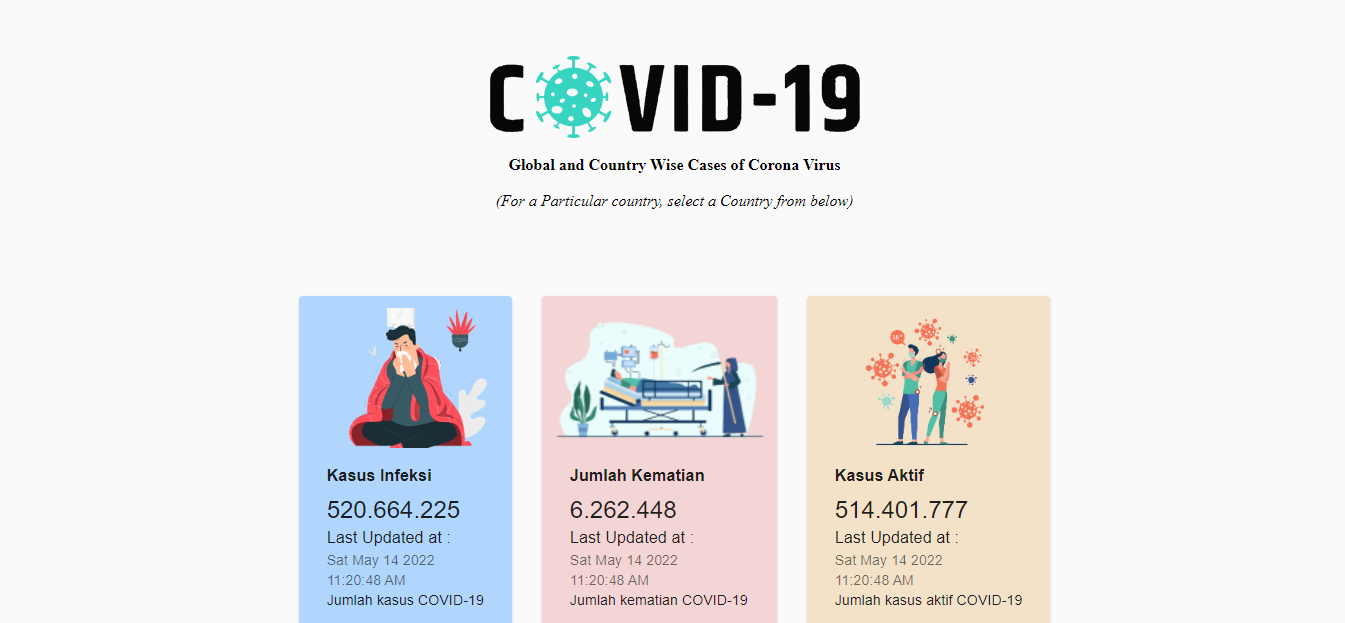 COVID-19
Global and Country Wise Cases of Corona Virus
(For a Particular country, select a Country from below)
Kasus Infeksi
520.664.225
Last Updated at :
Sat May 14 2022
11:20:48 AM
Jumlah kasus COVID-19
Jumlah Kematian
6.262.448
Last Updated at :
Sat May 14 2022
11:20:48 AM
Jumlah kematian COVID-19
Kasus Aktif
514.401.777
Last Updated at :
Sat May 14 2022
11:20:48 AM
Jumlah kasus aktif COVID-19